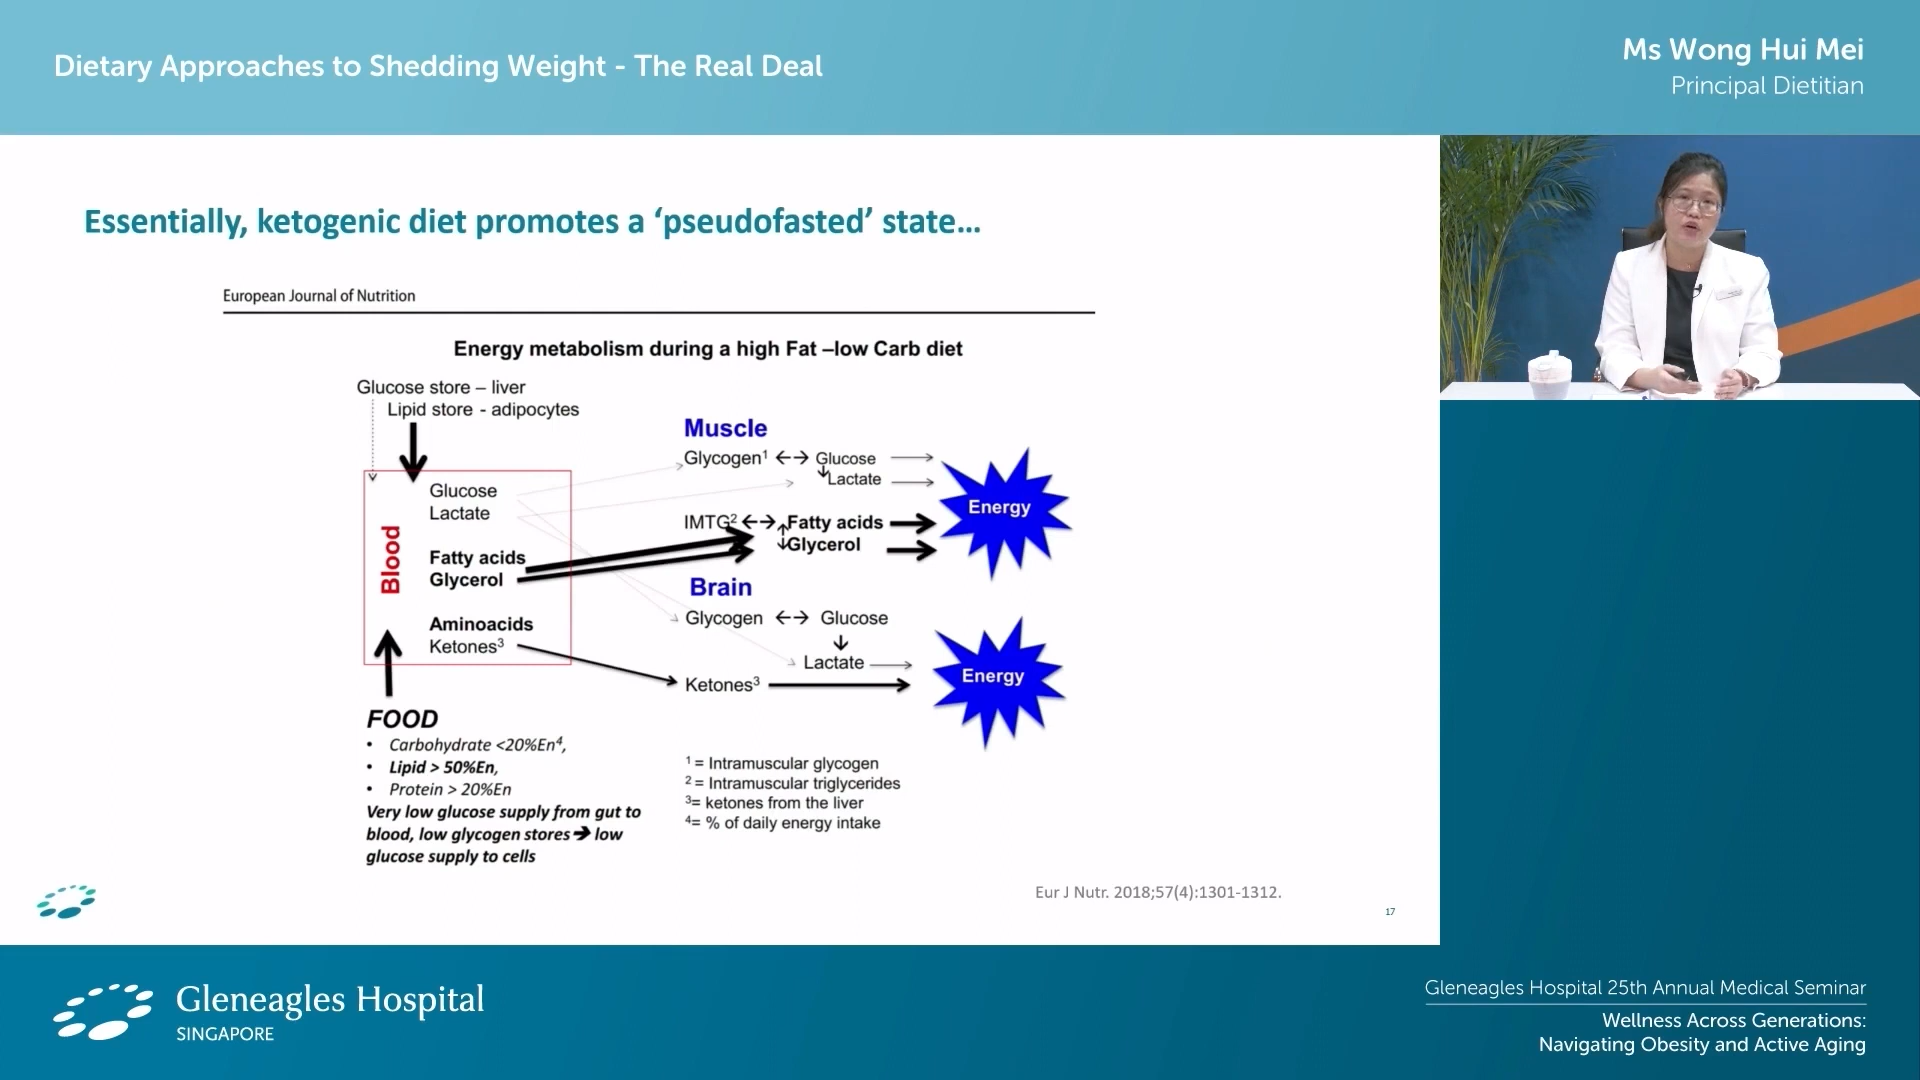 Dietary Approaches to Shedding Weight - The Real Deal
Ms Wong Hui Mei
Principal Dietitian
Essentially, ketogenic diet promotes a ‘pseudofasted’ state…
European Journal of Nutrition
Energy metabolism during a high Fat –low Carb diet
Glucose store – liver
Lipid store - adipocytes
Blood
Glucose
Lactate
Fatty acids
Glycerol
Aminoacids
Ketones³
Muscle
Glycogen¹ ↔ Glucose
Lactate
IMTG² ↔ Fatty acids
Glycerol
Energy
Brain
Glycogen ↔ Glucose
Lactate
Ketones³
Energy
FOOD
• Carbohydrate <20%En⁴,
• Lipid > 50%En,
• Protein > 20%En
Very low glucose supply from gut to
blood, low glycogen stores → low
glucose supply to cells
¹ = Intramuscular glycogen
² = Intramuscular triglycerides
³= ketones from the liver
⁴= % of daily energy intake
Eur J Nutr. 2018;57(4):1301-1312.
17
Gleneagles Hospital
SINGAPORE
Gleneagles Hospital 25th Annual Medical Seminar
Wellness Across Generations:
Navigating Obesity and Active Aging